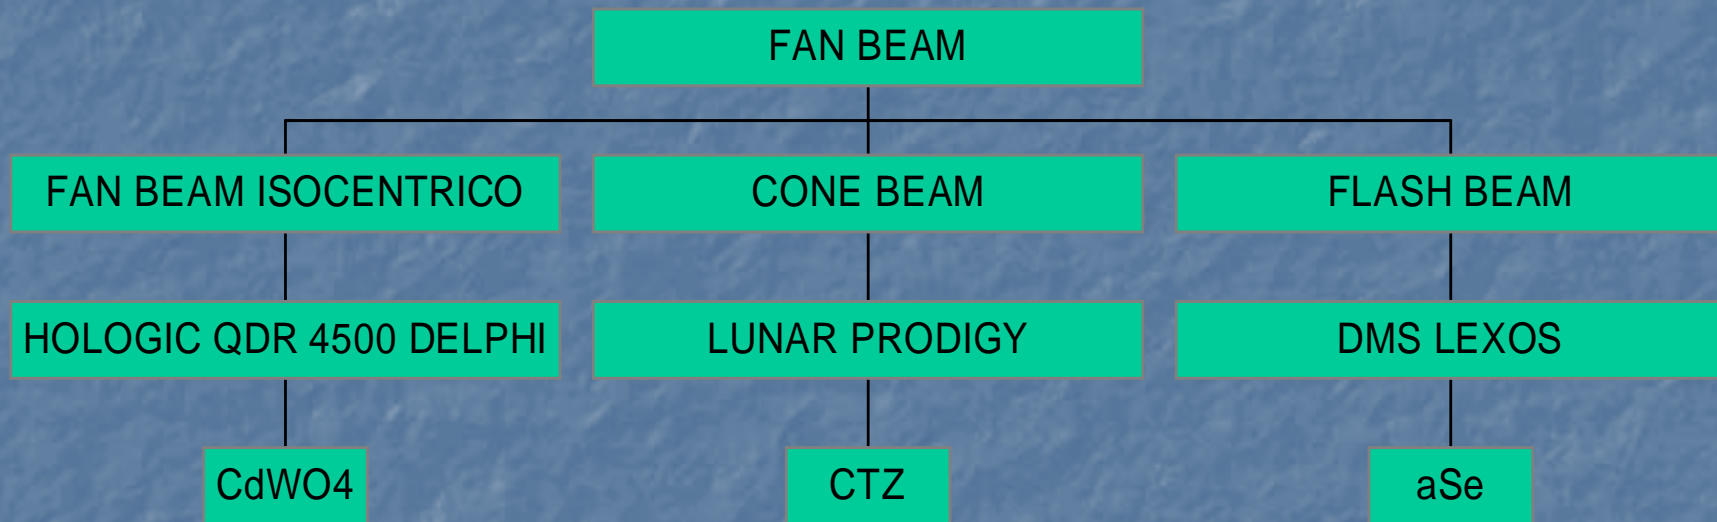 FAN BEAM
FAN BEAM ISOCENTRICO
CONE BEAM
FLASH BEAM
HOLOGIC QDR 4500 DELPHI
LUNAR PRODIGY
DMS LEXOS
CdWO4
CTZ
aSe